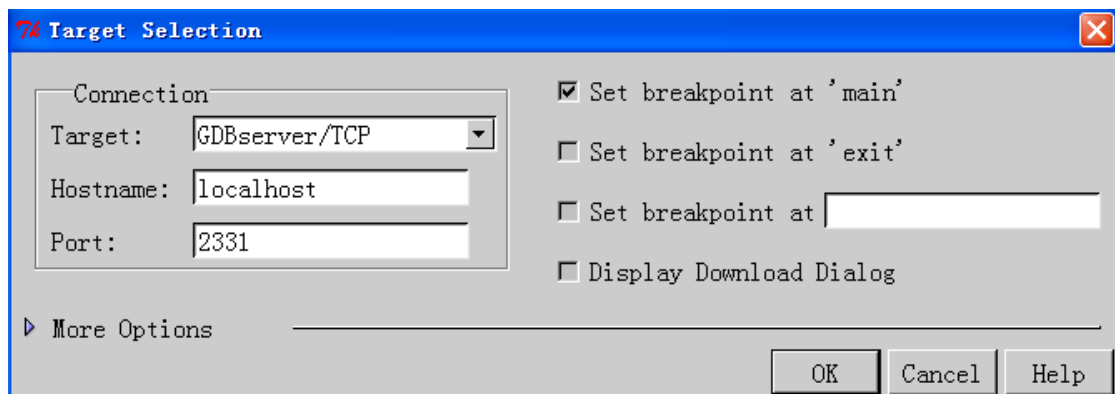 Target Selection
Connection
Target: GDBserver/TCP
Hostname: localhost
Port: 2331
Set breakpoint at 'main'
Set breakpoint at 'exit'
Set breakpoint at
Display Download Dialog
More Options
OK Cancel Help